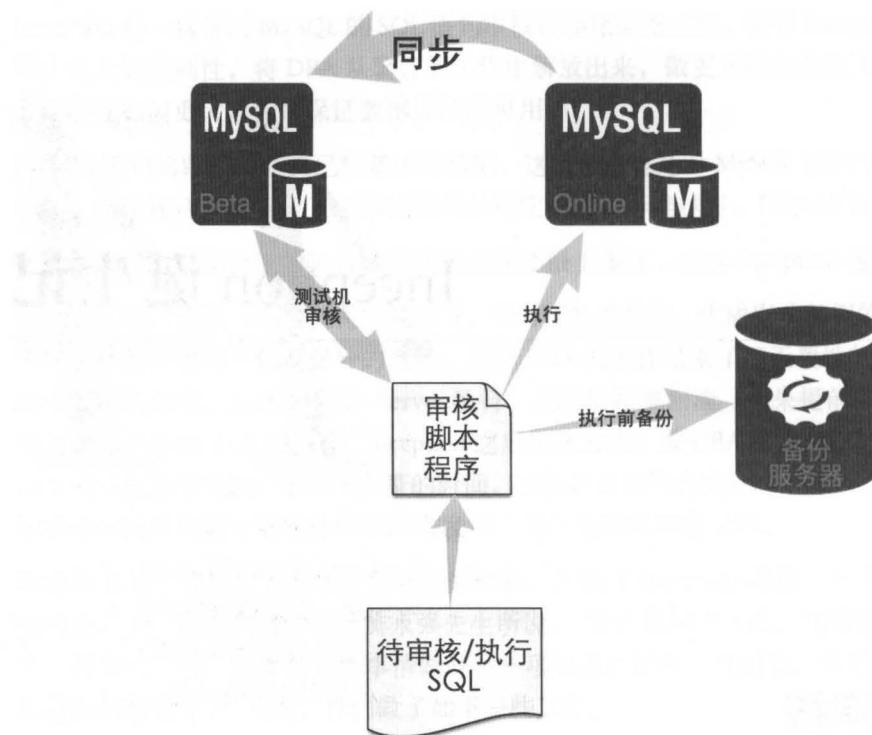 同步
MySQL
Beta
M
MySQL
Online
M
测试机
审核
执行
审核
脚本
程序
执行前备份
备份
服务器
待审核/执行
SQL